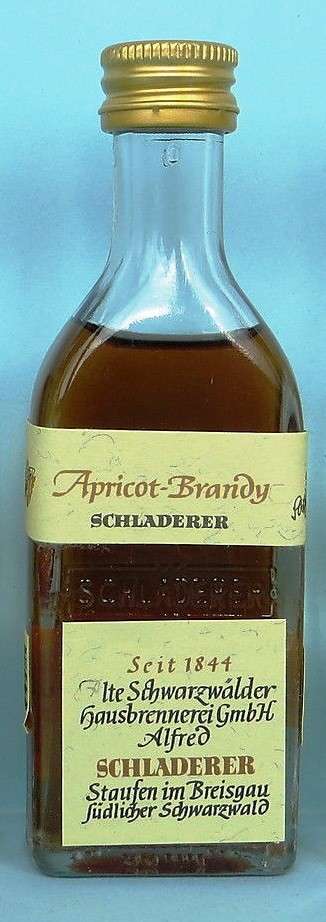 Apricot-Brandy
SCHLADERER
SCHLADERER
Seit 1844
Alte Schwarzwälder
Hausbrennerei GmbH
Alfred
SCHLADERER
Staufen im Breisgau
südlicher Schwarzwald